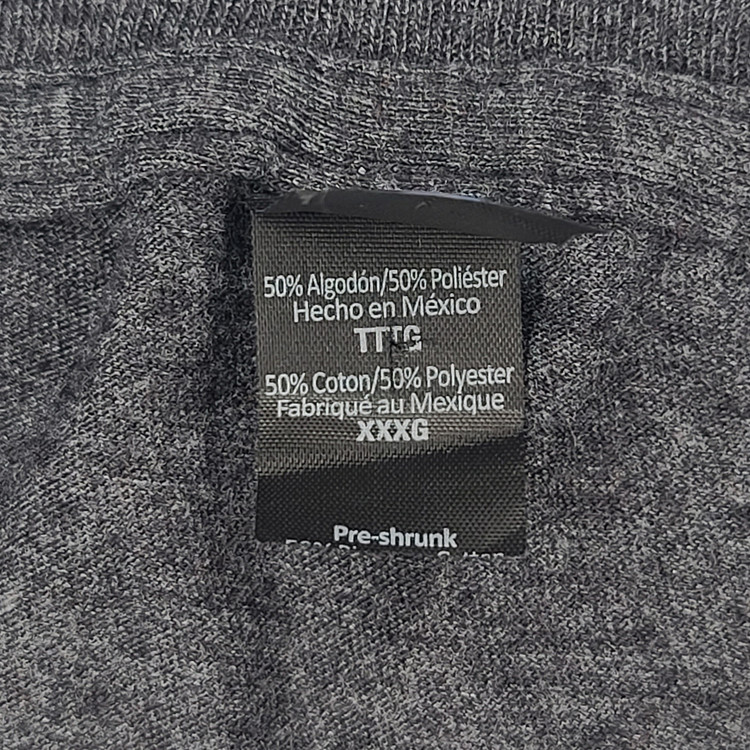 50% Algodón/50% Poliéster
Hecho en México
TTTG
50% Coton/50% Polyester
Fabriqué au Mexique
XXXG
Pre-shrunk